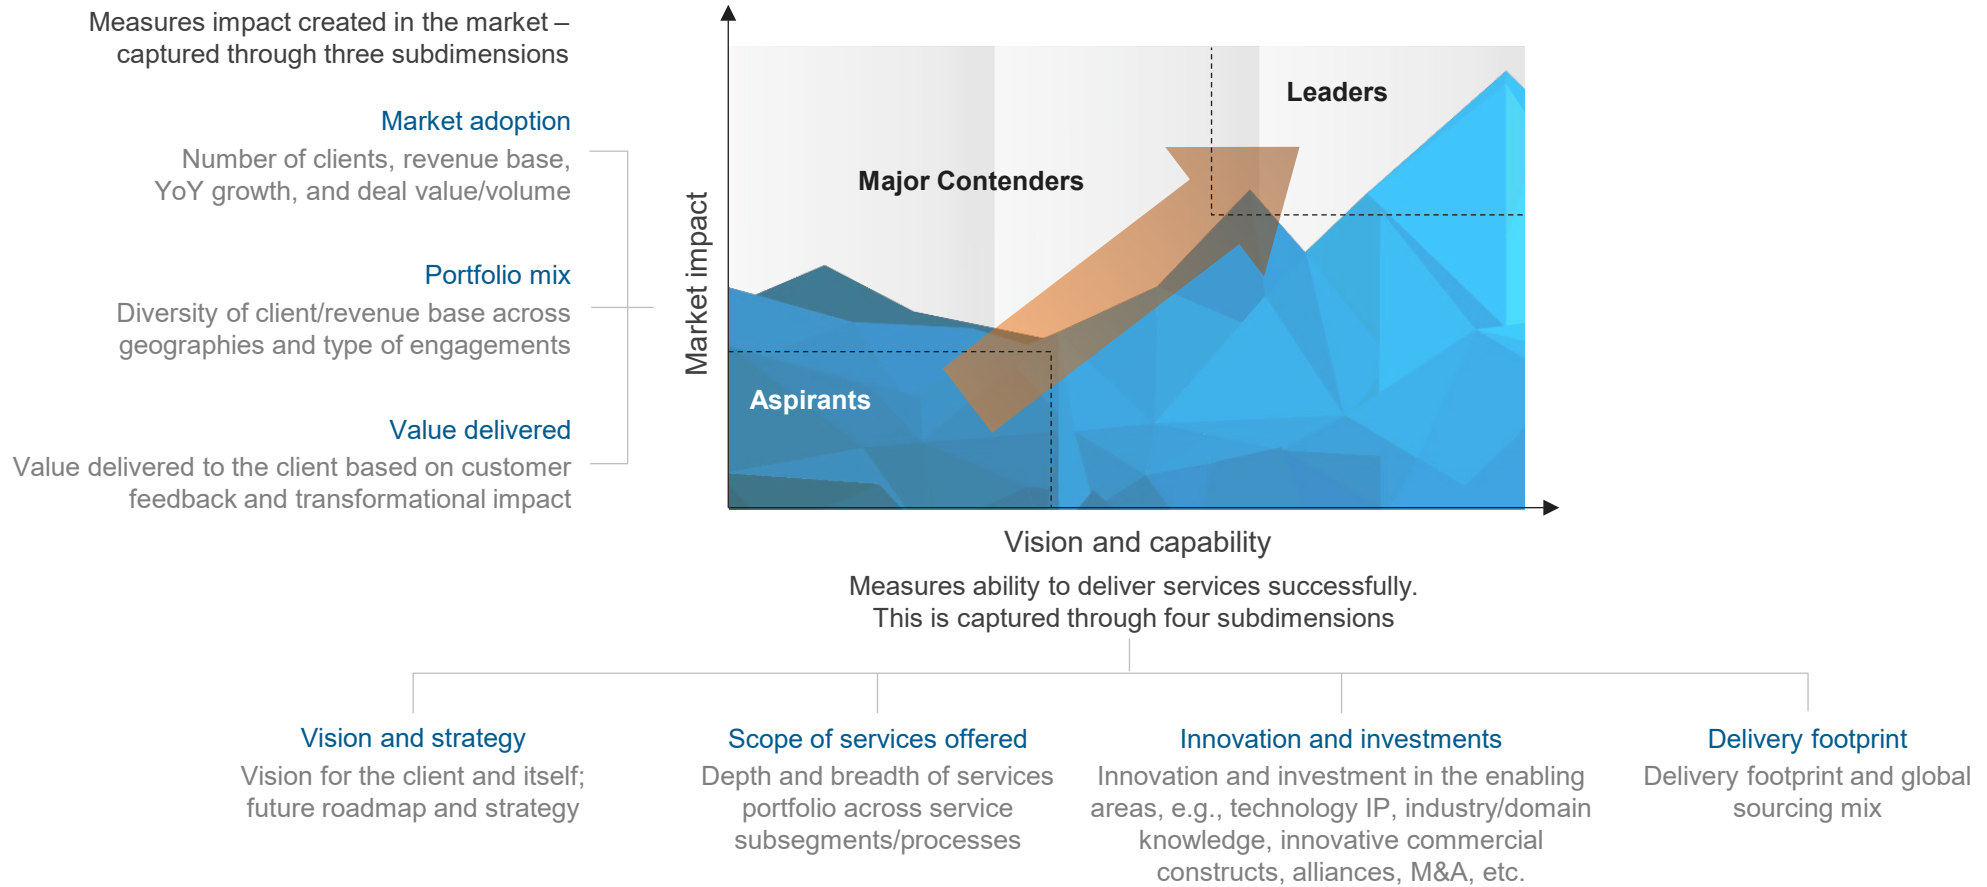 Measures impact created in the market –
captured through three subdimensions
Market adoption
Number of clients, revenue base,
YoY growth, and deal value/volume
Portfolio mix
Diversity of client/revenue base across
geographies and type of engagements
Value delivered
Value delivered to the client based on customer
feedback and transformational impact
Market impact
Leaders
Major Contenders
Aspirants
Vision and capability
Measures ability to deliver services successfully.
This is captured through four subdimensions
Vision and strategy
Vision for the client and itself;
future roadmap and strategy
Scope of services offered
Depth and breadth of services
portfolio across service
subsegments/processes
Innovation and investments
Innovation and investment in the enabling
areas, e.g., technology IP, industry/domain
knowledge, innovative commercial
constructs, alliances, M&A, etc.
Delivery footprint
Delivery footprint and global
sourcing mix